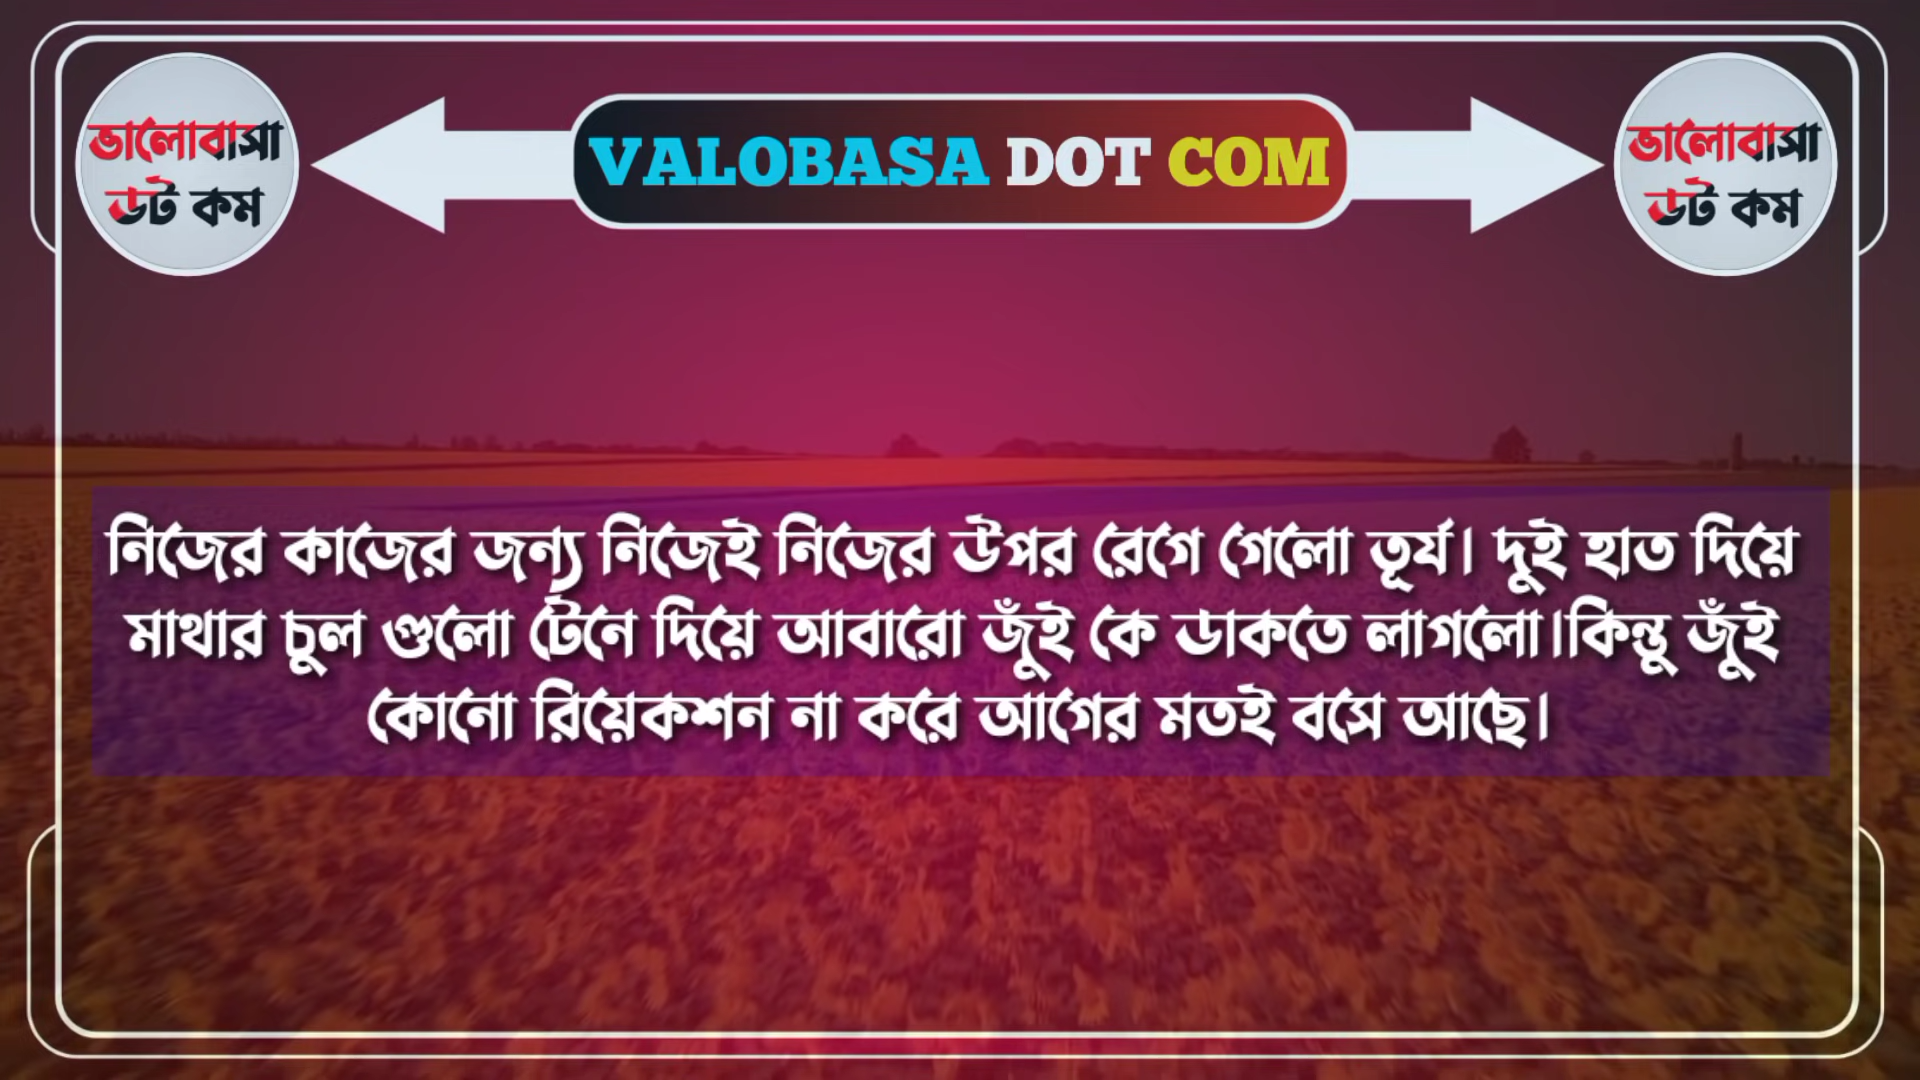 ভালোবাসা
ডট কম
VALOBASA DOT COM
ভালোবাসা
ডট কম
নিজের কাজের জন্য নিজেই নিজের উপর রেগে গেলো তূর্য। দুই হাত দিয়ে
মাথার চুল গুলো টেনে দিয়ে আবারো জুঁই কে ডাকতে লাগলো।কিন্তু জুঁই
কোনো রিয়েকশন না করে আগের মতই বসে আছে।